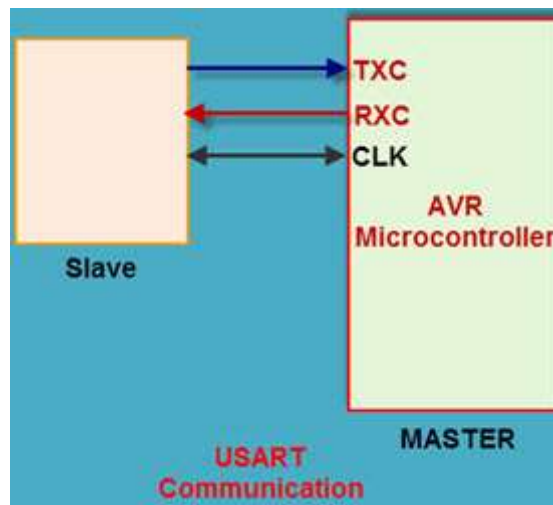 TXC
RXC
CLK
AVR
Microcontroller
Slave
MASTER
USART
Communication